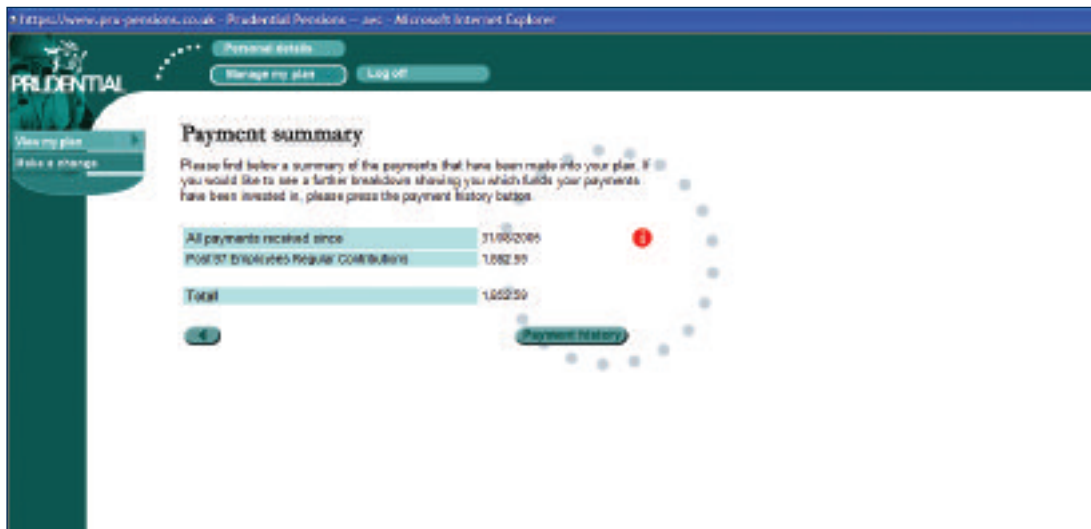 https://www.pru-pensions.co.uk - Prudential Pensions - aec - Microsoft Internet Explorer
Personal details
PRUDENTIAL
Manage my plan Log off
View my plan
Make a change
Payment summary
Please find below a summary of the payments that have been made into your plan. If
you would like to see a further breakdown showing you which funds your payments
have been invested in, please press the payment history button.
All payments received since 31/08/2005
Post 97 Employees Regular Contributions
Total
Payment history